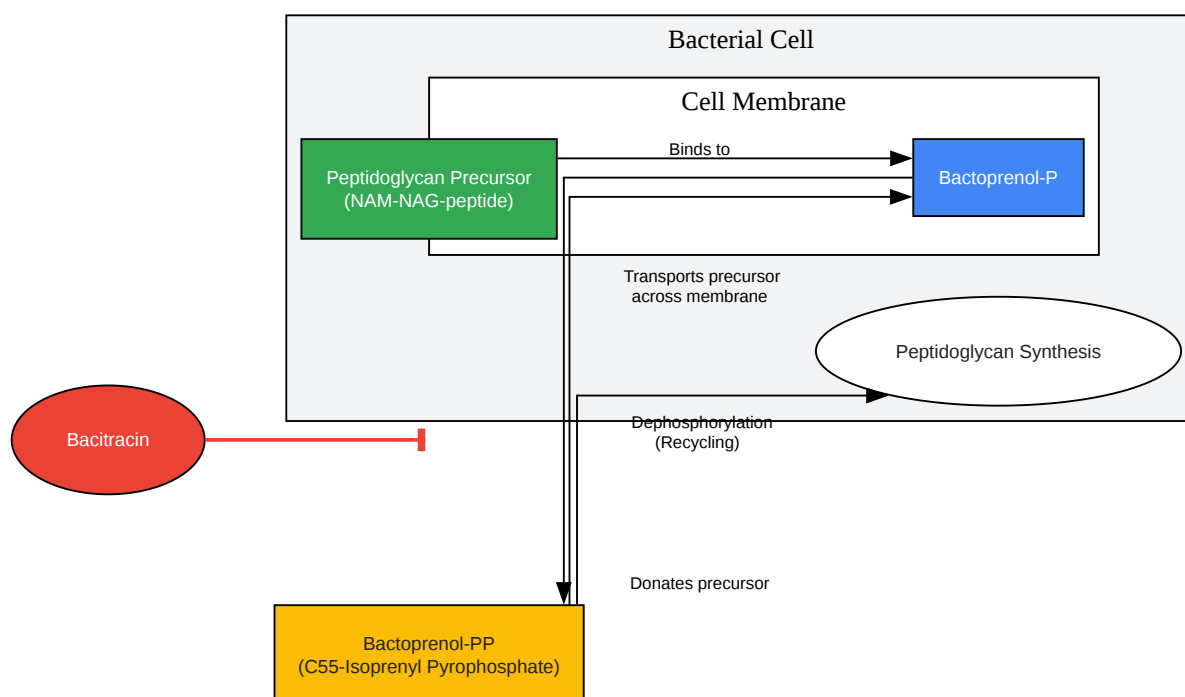 Bacterial Cell
Cell Membrane
Binds to
Peptidoglycan Precursor
(NAM-NAG-peptide)
Bactoprenol-P
Transports precursor
across membrane
Peptidoglycan Synthesis
Dephosphorylation
(Recycling)
Bacitracin
Donates precursor
Bactoprenol-PP
(C55-Isoprenyl Pyrophosphate)